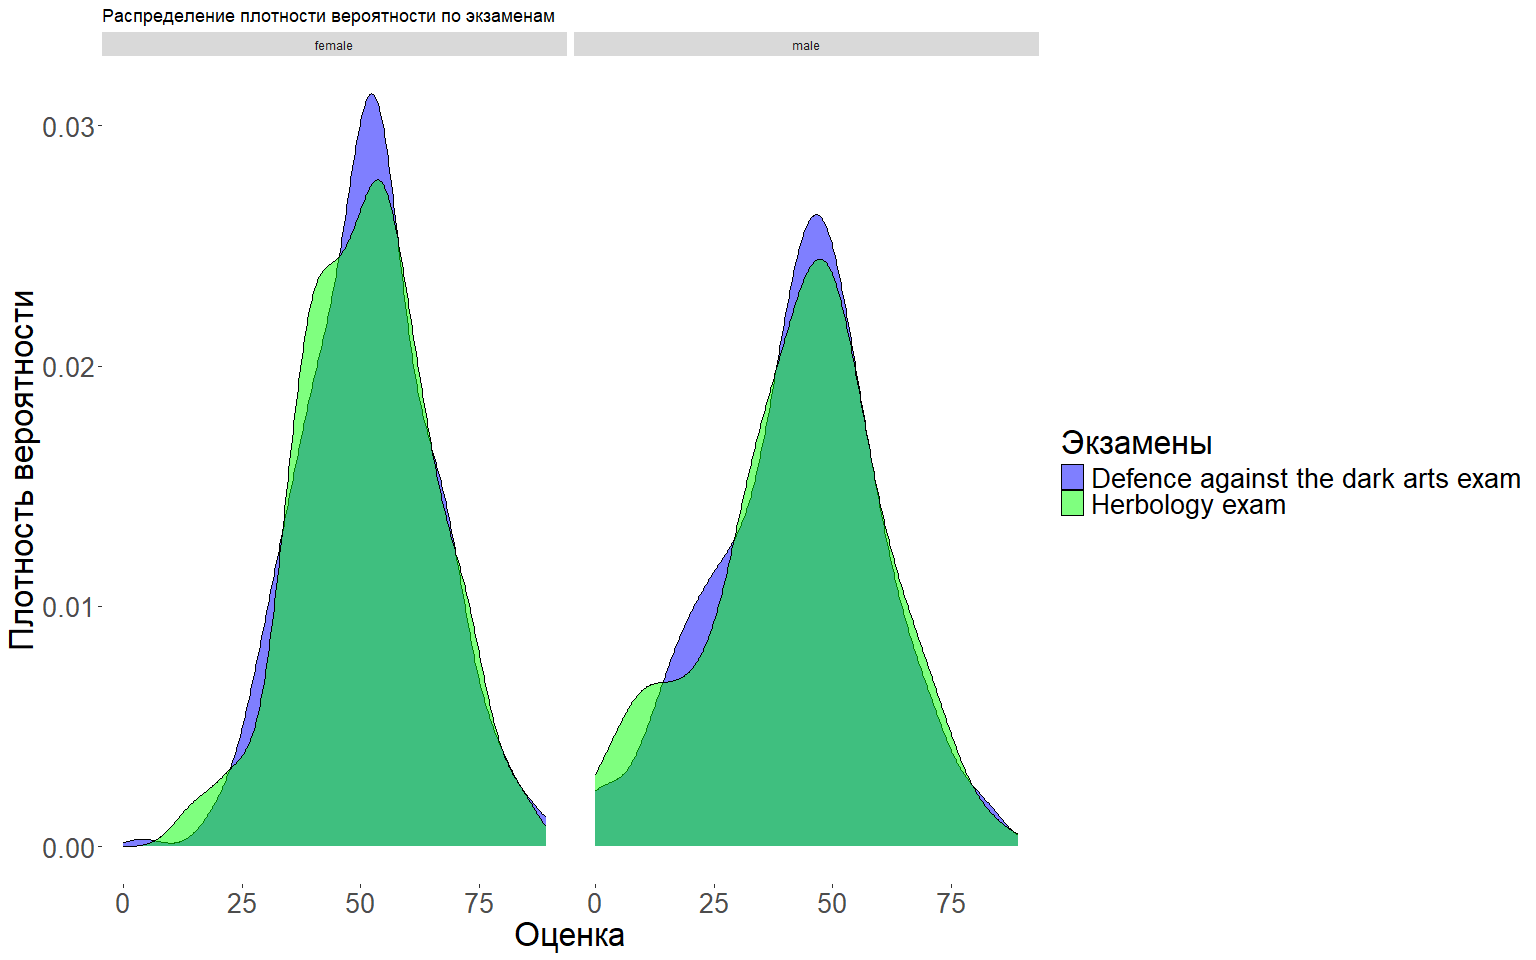 Распределение плотности вероятности по экзаменам
female
male
Плотность вероятности
0.03
0.02
0.01
0.00
0 25 50 75
0 25 50 75
Оценка
Экзамены
Defence against the dark arts exam
Herbology exam